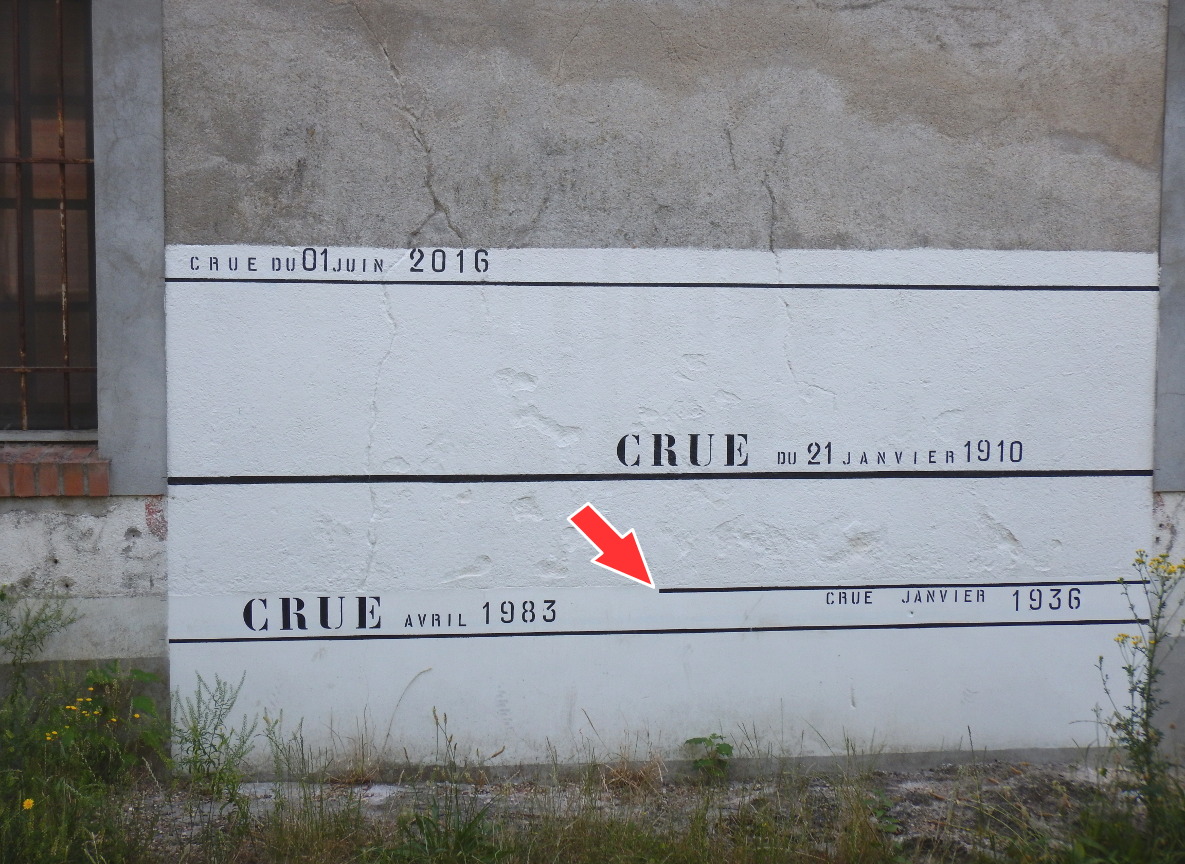 CRUE DU 01 JUIN 2016
CRUE DU 21 JANVIER 1910
CRUE AVRIL 1983
CRUE JANVIER 1936